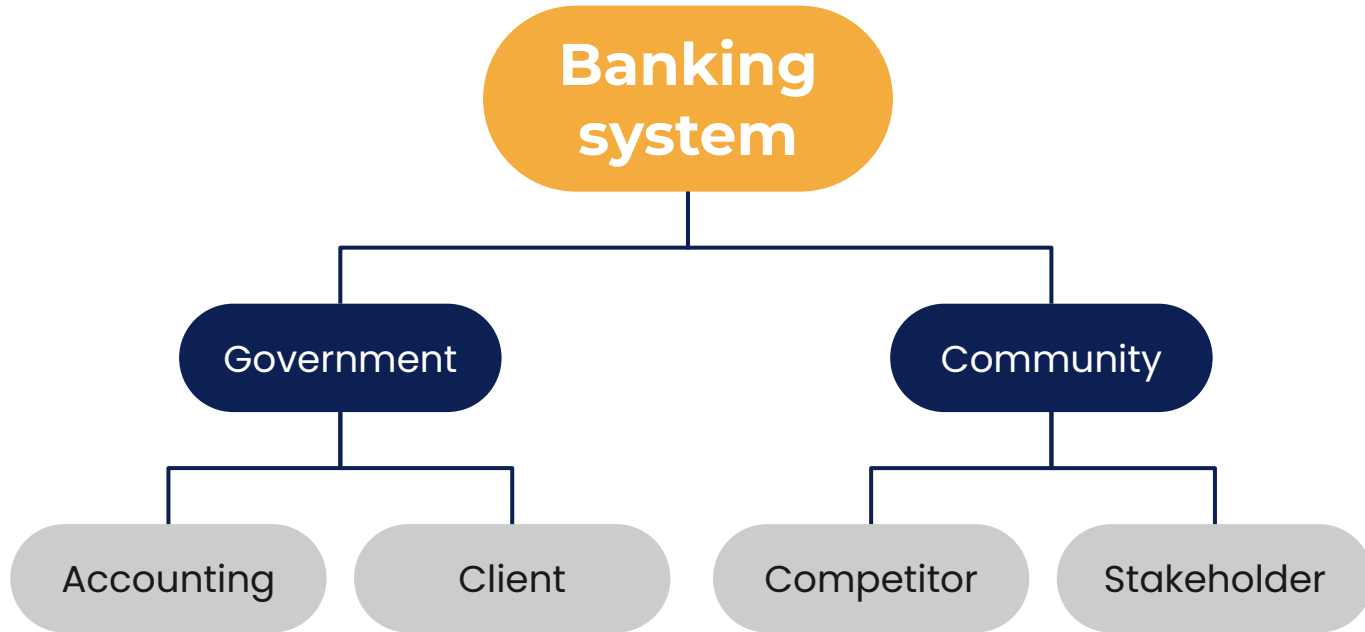 Banking
system
Government
Community
Accounting
Client
Competitor
Stakeholder